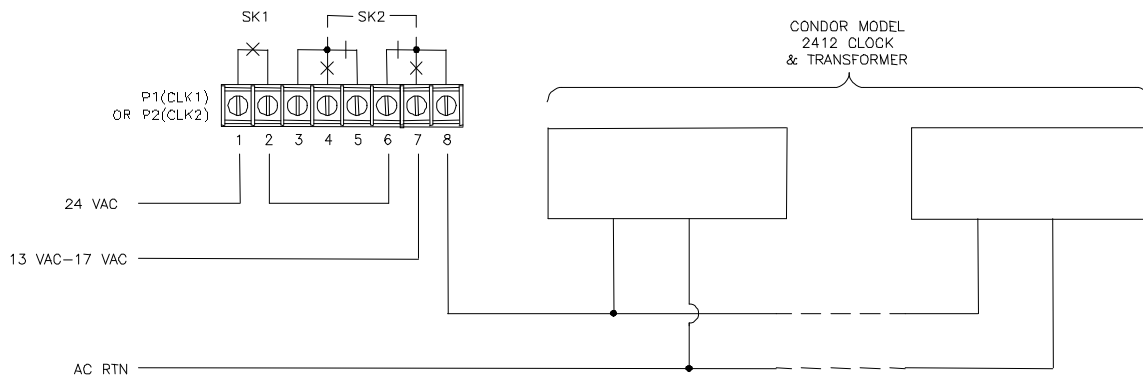 SK1
SK2
CONDOR MODEL
2412 CLOCK
& TRANSFORMER
P1(CLK1)
OR P2(CLK2)
1 2 3 4 5 6 7 8
24 VAC
13 VAC-17 VAC
AC RTN